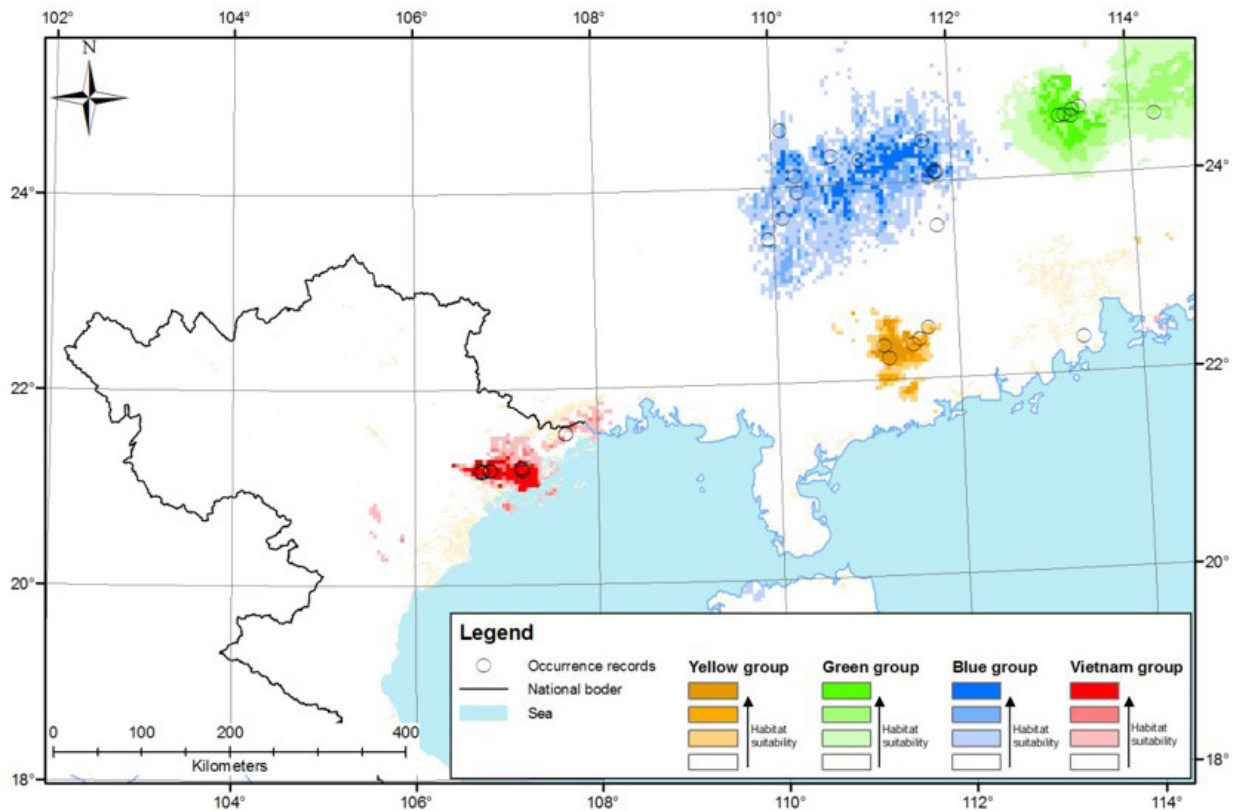 102° 104° 106° 108° 110° 112° 114°
N
24° 24°
22° 22°
20° 20°
18° 18°
Legend
Occurrence records
National boder
Sea
Yellow group
Habitat
suitability
Green group
Habitat
suitability
Blue group
Habitat
suitability
Vietnam group
Habitat
suitability
0 100 200 400
Kilometers
104° 106° 108° 110° 112° 114°